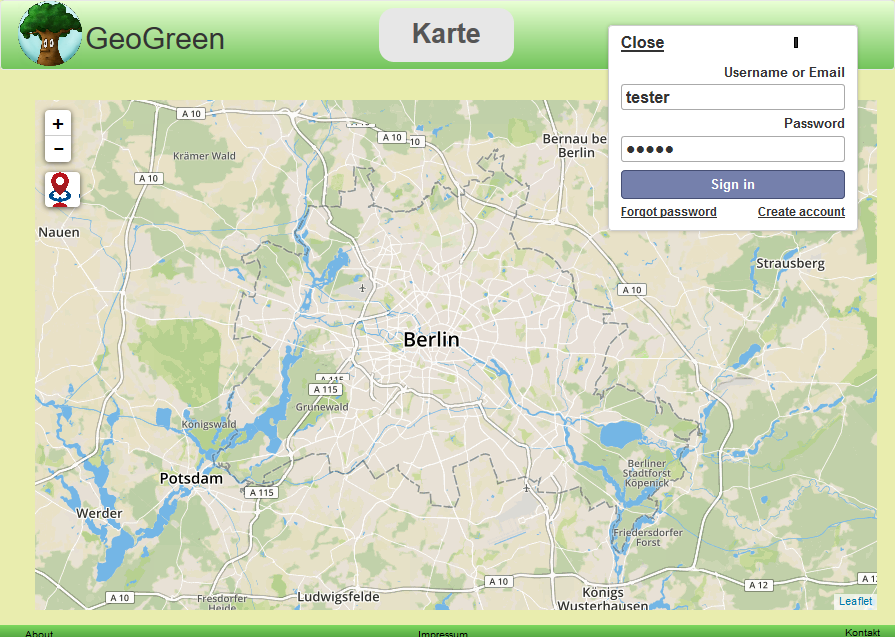 GeoGreen
Karte
Close
Username or Email
tester
Password
•••••
Sign in
Forgot password
Create account
+
−
A 10
A 10
10
Bernau be
Berlin
Krämer Wald
A 10
Nauen
Strausberg
A 10
Berlin
A 115
A 115
Grunewald
Königswald
Potsdam
A 115
Berliner
Stadtforst
Köpenick
Werder
Friedersdorfer
Forst
A 10
A 12
A 12
A 10
Fresdorfer
Heide
Ludwigsfelde
Königs
Wusterhausen
Leaflet
About
Impressum
Kontakt